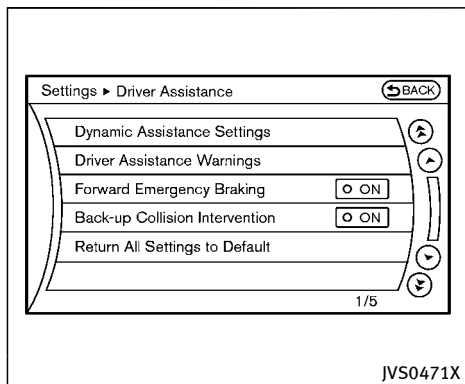 Settings ▸ Driver Assistance BACK
Dynamic Assistance Settings
Driver Assistance Warnings
Forward Emergency Braking ON
Back-up Collision Intervention ON
Return All Settings to Default
1/5
JVS0471X